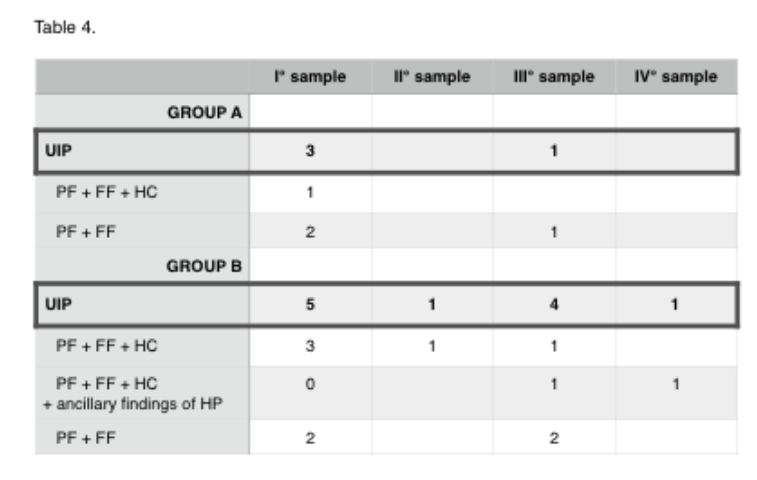 Table 4.
I° sample II° sample III° sample IV° sample
GROUP A
UIP 3 1
PF + FF + HC 1
PF + FF 2 1
GROUP B
UIP 5 1 4 1
PF + FF + HC 3 1 1
PF + FF + HC 0 1 1
+ ancillary findings of HP
PF + FF 2 2